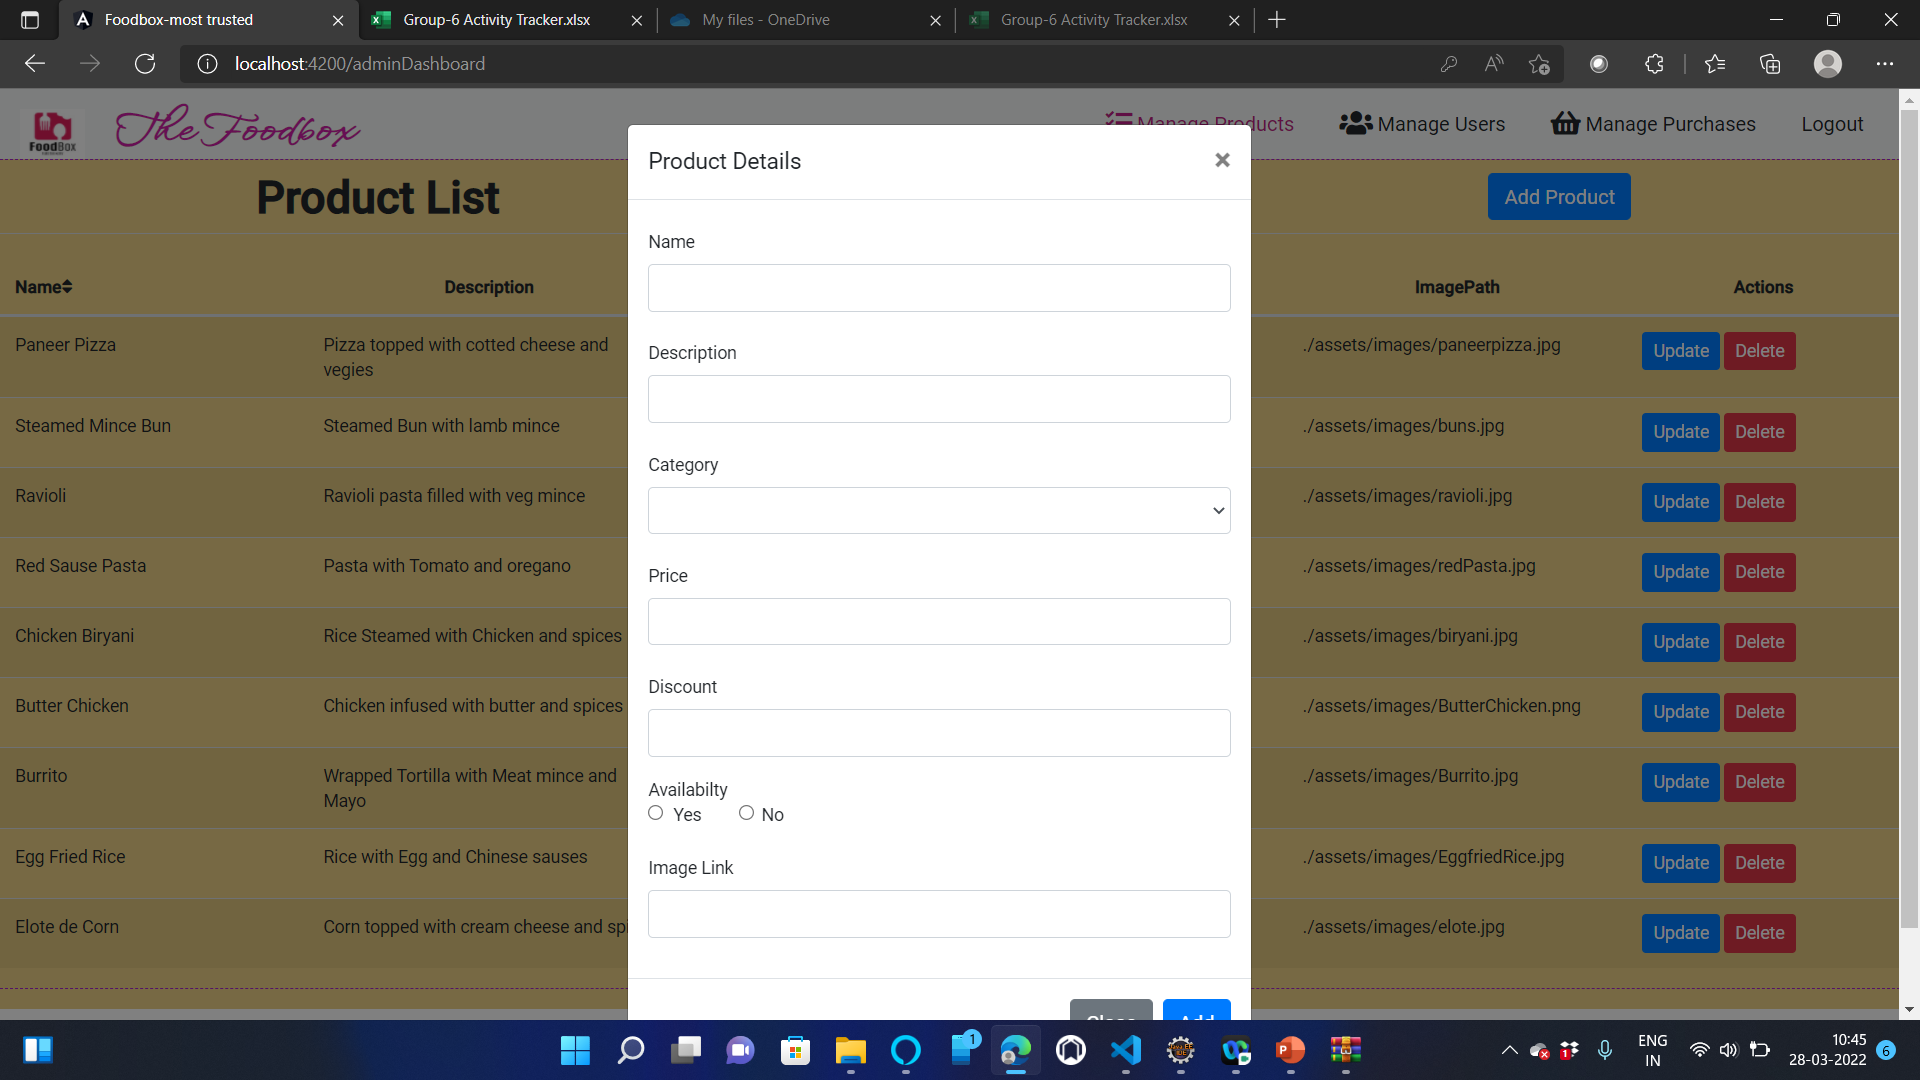 Foodbox-most trusted
Group-6 Activity Tracker.xlsx
My files - OneDrive
Group-6 Activity Tracker.xlsx
localhost:4200/adminDashboard
FoodBox
The Foodbox
Manage Products
Manage Users
Manage Purchases
Logout
Product List
Add Product
Name
Description
ImagePath
Actions
Paneer Pizza
Pizza topped with cotted cheese and
vegies
./assets/images/paneerpizza.jpg
Update
Delete
Steamed Mince Bun
Steamed Bun with lamb mince
./assets/images/buns.jpg
Update
Delete
Ravioli
Ravioli pasta filled with veg mince
./assets/images/ravioli.jpg
Update
Delete
Red Sause Pasta
Pasta with Tomato and oregano
./assets/images/redPasta.jpg
Update
Delete
Chicken Biryani
Rice Steamed with Chicken and spices
./assets/images/biryani.jpg
Update
Delete
Butter Chicken
Chicken infused with butter and spices
./assets/images/ButterChicken.png
Update
Delete
Burrito
Wrapped Tortilla with Meat mince and
Mayo
./assets/images/Burrito.jpg
Update
Delete
Egg Fried Rice
Rice with Egg and Chinese sauses
./assets/images/EggfriedRice.jpg
Update
Delete
Elote de Corn
Corn topped with cream cheese and spi
./assets/images/elote.jpg
Update
Delete
Product Details
Name
Description
Category
Price
Discount
Availabilty
Yes
No
Image Link
Close
Add
1
1
ENG
IN
10:45
28-03-2022
6